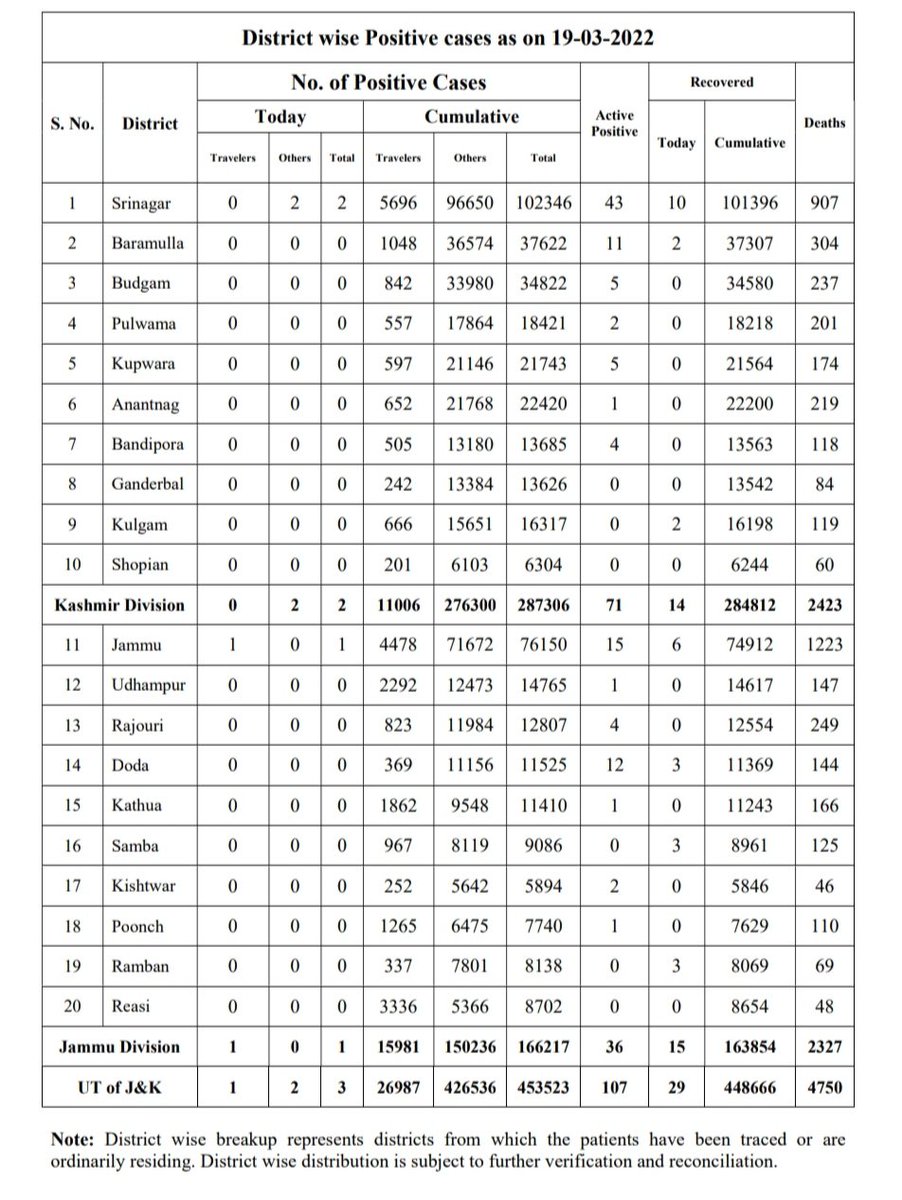 District wise Positive cases as on 19-03-2022
S. No. District No. of Positive Cases Active Positive Recovered Deaths
Today Cumulative Today Cumulative
Travelers Others Total Travelers Others Total
1 Srinagar 0 2 2 5696 96650 102346 43 10 101396 907
2 Baramulla 0 0 0 1048 36574 37622 11 2 37307 304
3 Budgam 0 0 0 842 33980 34822 5 0 34580 237
4 Pulwama 0 0 0 557 17864 18421 2 0 18218 201
5 Kupwara 0 0 0 597 21146 21743 5 0 21564 174
6 Anantnag 0 0 0 652 21768 22420 1 0 22200 219
7 Bandipora 0 0 0 505 13180 13685 4 0 13563 118
8 Ganderbal 0 0 0 242 13384 13626 0 0 13542 84
9 Kulgam 0 0 0 666 15651 16317 0 2 16198 119
10 Shopian 0 0 0 201 6103 6304 0 0 6244 60
Kashmir Division 0 2 2 11006 276300 287306 71 14 284812 2423
11 Jammu 1 0 1 4478 71672 76150 15 6 74912 1223
12 Udhampur 0 0 0 2292 12473 14765 1 0 14617 147
13 Rajouri 0 0 0 823 11984 12807 4 0 12554 249
14 Doda 0 0 0 369 11156 11525 12 3 11369 144
15 Kathua 0 0 0 1862 9548 11410 1 0 11243 166
16 Samba 0 0 0 967 8119 9086 0 3 8961 125
17 Kishtwar 0 0 0 252 5642 5894 2 0 5846 46
18 Poonch 0 0 0 1265 6475 7740 1 0 7629 110
19 Ramban 0 0 0 337 7801 8138 0 3 8069 69
20 Reasi 0 0 0 3336 5366 8702 0 0 8654 48
Jammu Division 1 0 1 15981 150236 166217 36 15 163854 2327
UT of J&K 1 2 3 26987 426536 453523 107 29 448666 4750
Note: District wise breakup represents districts from which the patients have been traced or are
ordinarily residing. District wise distribution is subject to further verification and reconciliation.